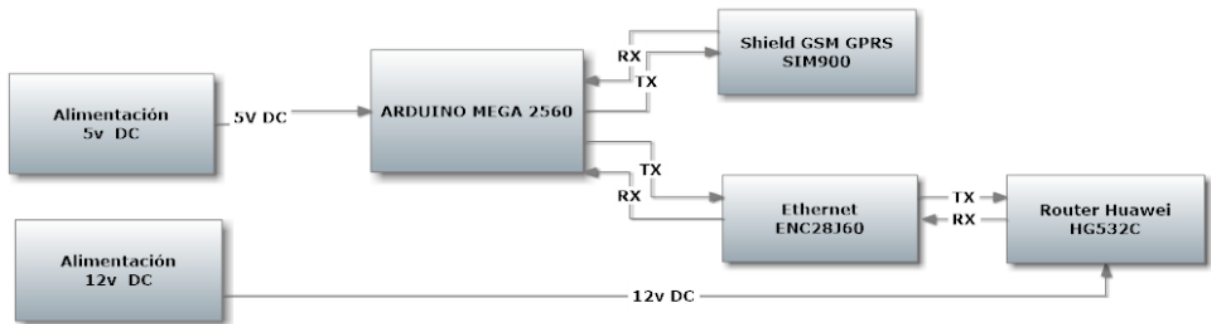 Shield GSM GPRS
SIM900
RX
TX
Alimentación
5v DC
5V DC
ARDUINO MEGA 2560
TX
RX
Ethernet
ENC28J60
TX
RX
Router Huawei
HG532C
Alimentación
12v DC
12v DC